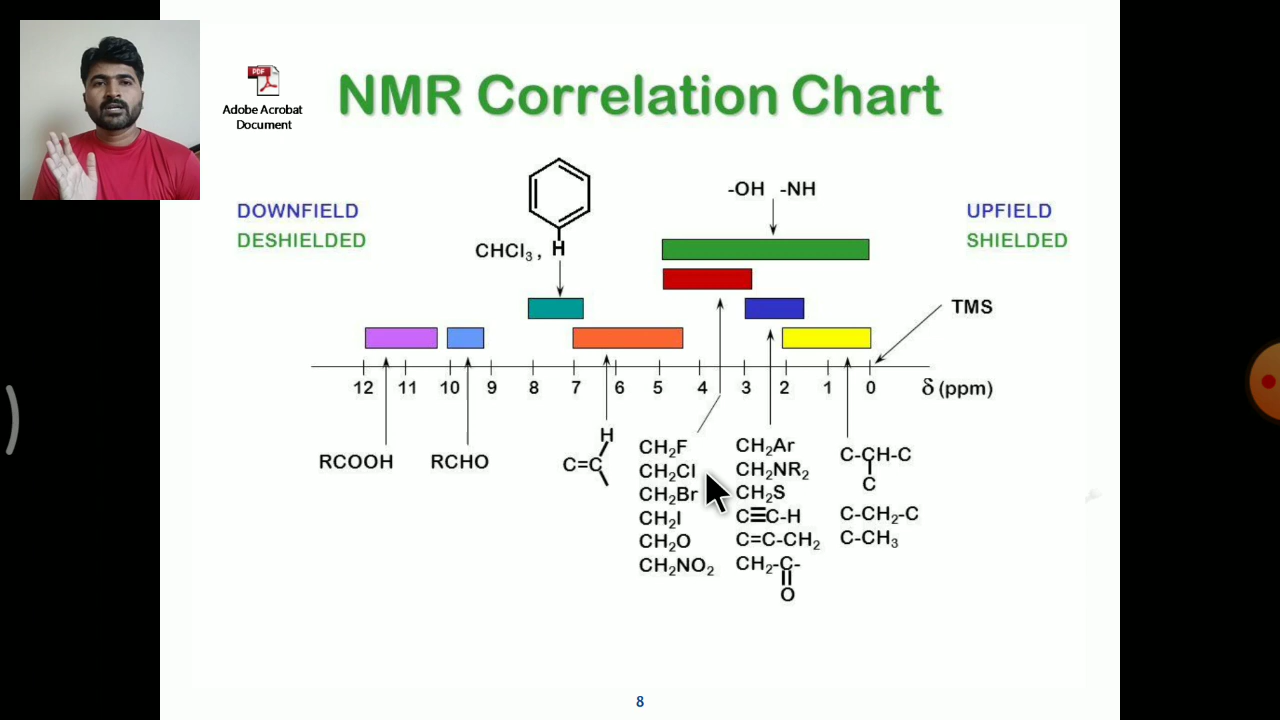 PDF
Adobe Acrobat
Document
NMR Correlation Chart
-OH -NH
DOWNFIELD
DESHIELDED
UPFIELD
SHIELDED
CHCl₃ , H
TMS
12 11 10 9 8 7 6 5 4 3 2 1 0 δ (ppm)
RCOOH
RCHO
H
C=C
CH₂F
CH₂Cl
CH₂Br
CH₂I
CH₂O
CH₂NO₂
CH₂Ar
CH₂NR₂
CH₂S
C≡C-H
C=C-CH₂
CH₂-C-
O
C-CH-C
C
C-CH₂-C
C-CH₃
8